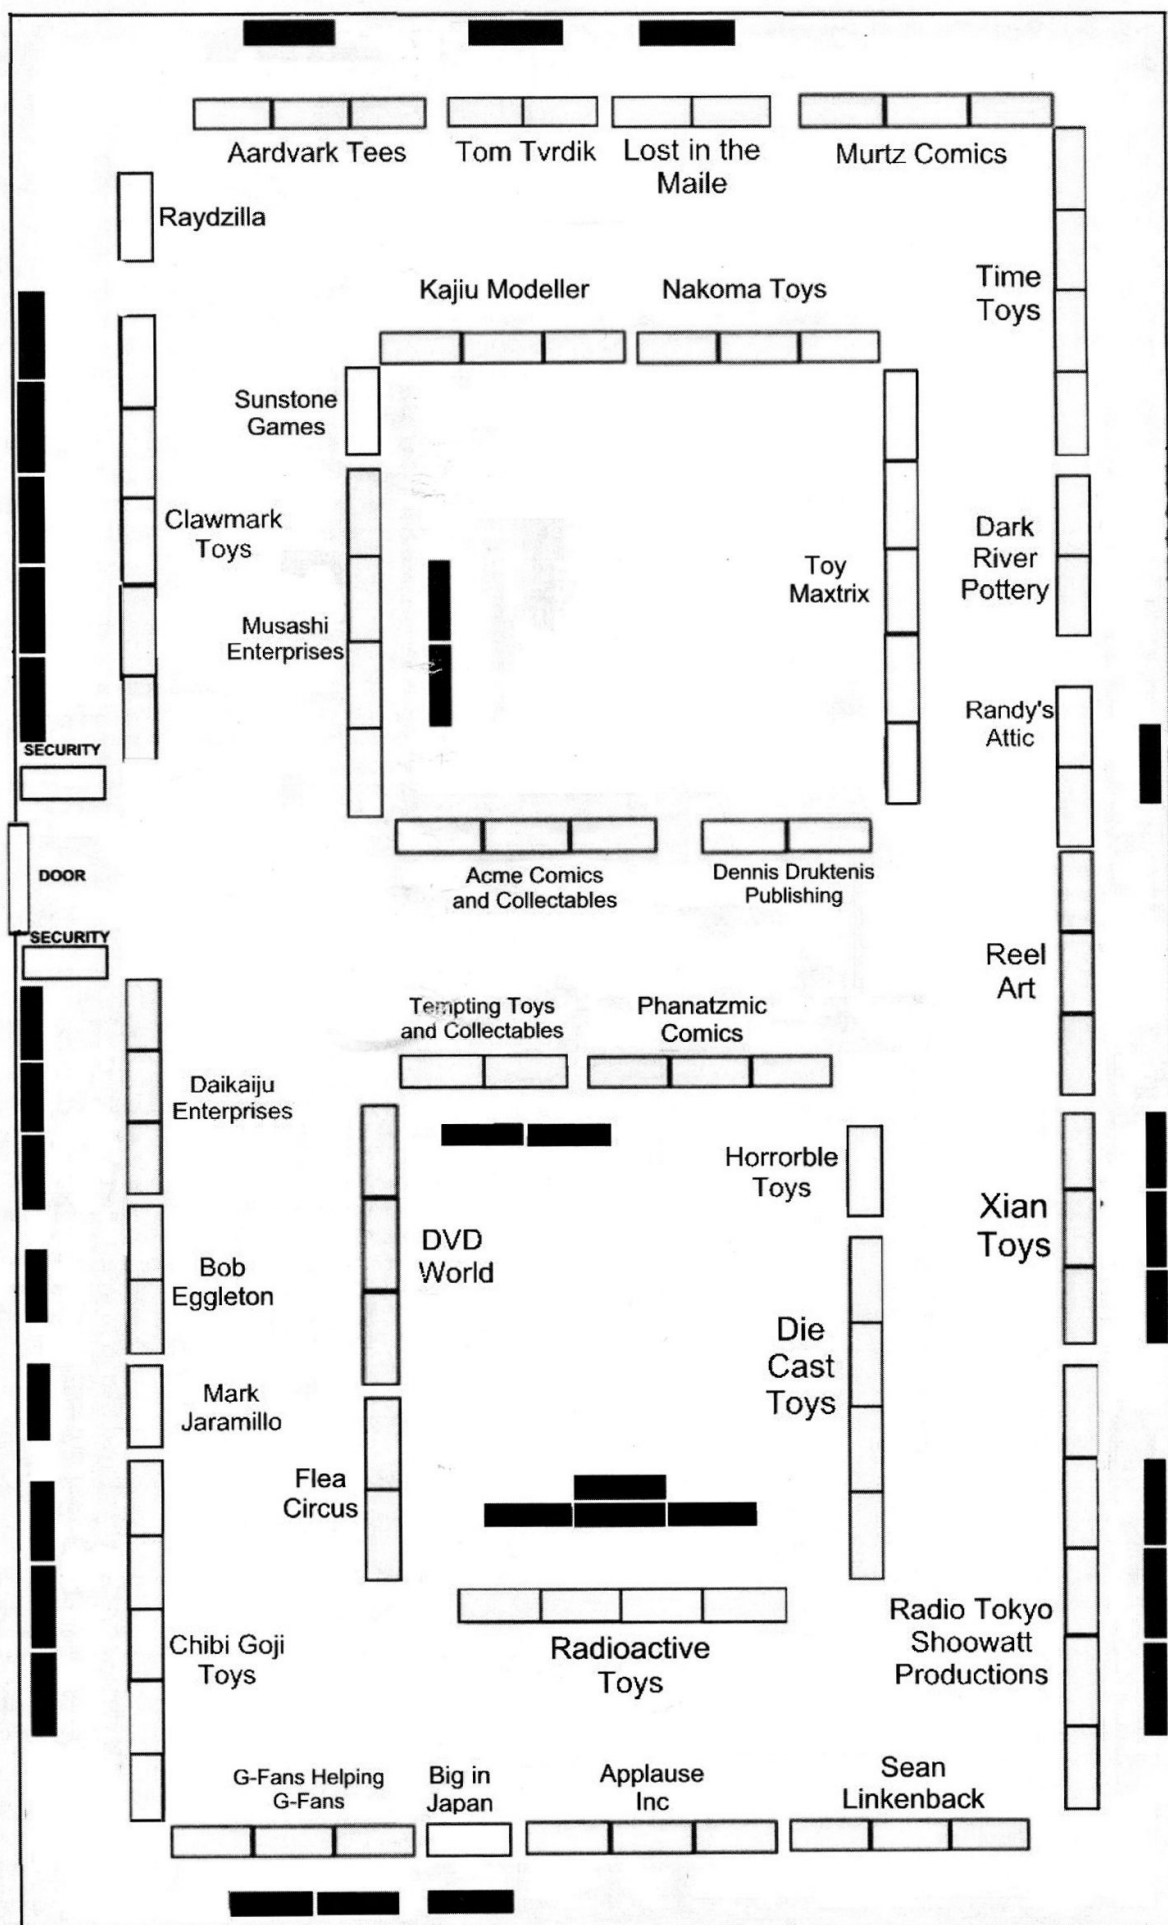 Aardvark Tees
Tom Tvrdik
Lost in the
Maile
Murtz Comics
Raydzilla
Time
Toys
Kajiu Modeller
Nakoma Toys
Sunstone
Games
Clawmark
Toys
Musashi
Enterprises
Toy
Maxtrix
Dark
River
Pottery
Randy's
Attic
SECURITY
DOOR
SECURITY
Acme Comics
and Collectables
Dennis Druktenis
Publishing
Reel
Art
Tempting Toys
and Collectables
Phanatzmic
Comics
Daikaiju
Enterprises
Horrorble
Toys
Xian
Toys
DVD
World
Bob
Eggleton
Die
Cast
Toys
Mark
Jaramillo
Flea
Circus
Chibi Goji
Toys
Radioactive
Toys
Radio Tokyo
Shoowatt
Productions
G-Fans Helping
G-Fans
Big in
Japan
Applause
Inc
Sean
Linkenback